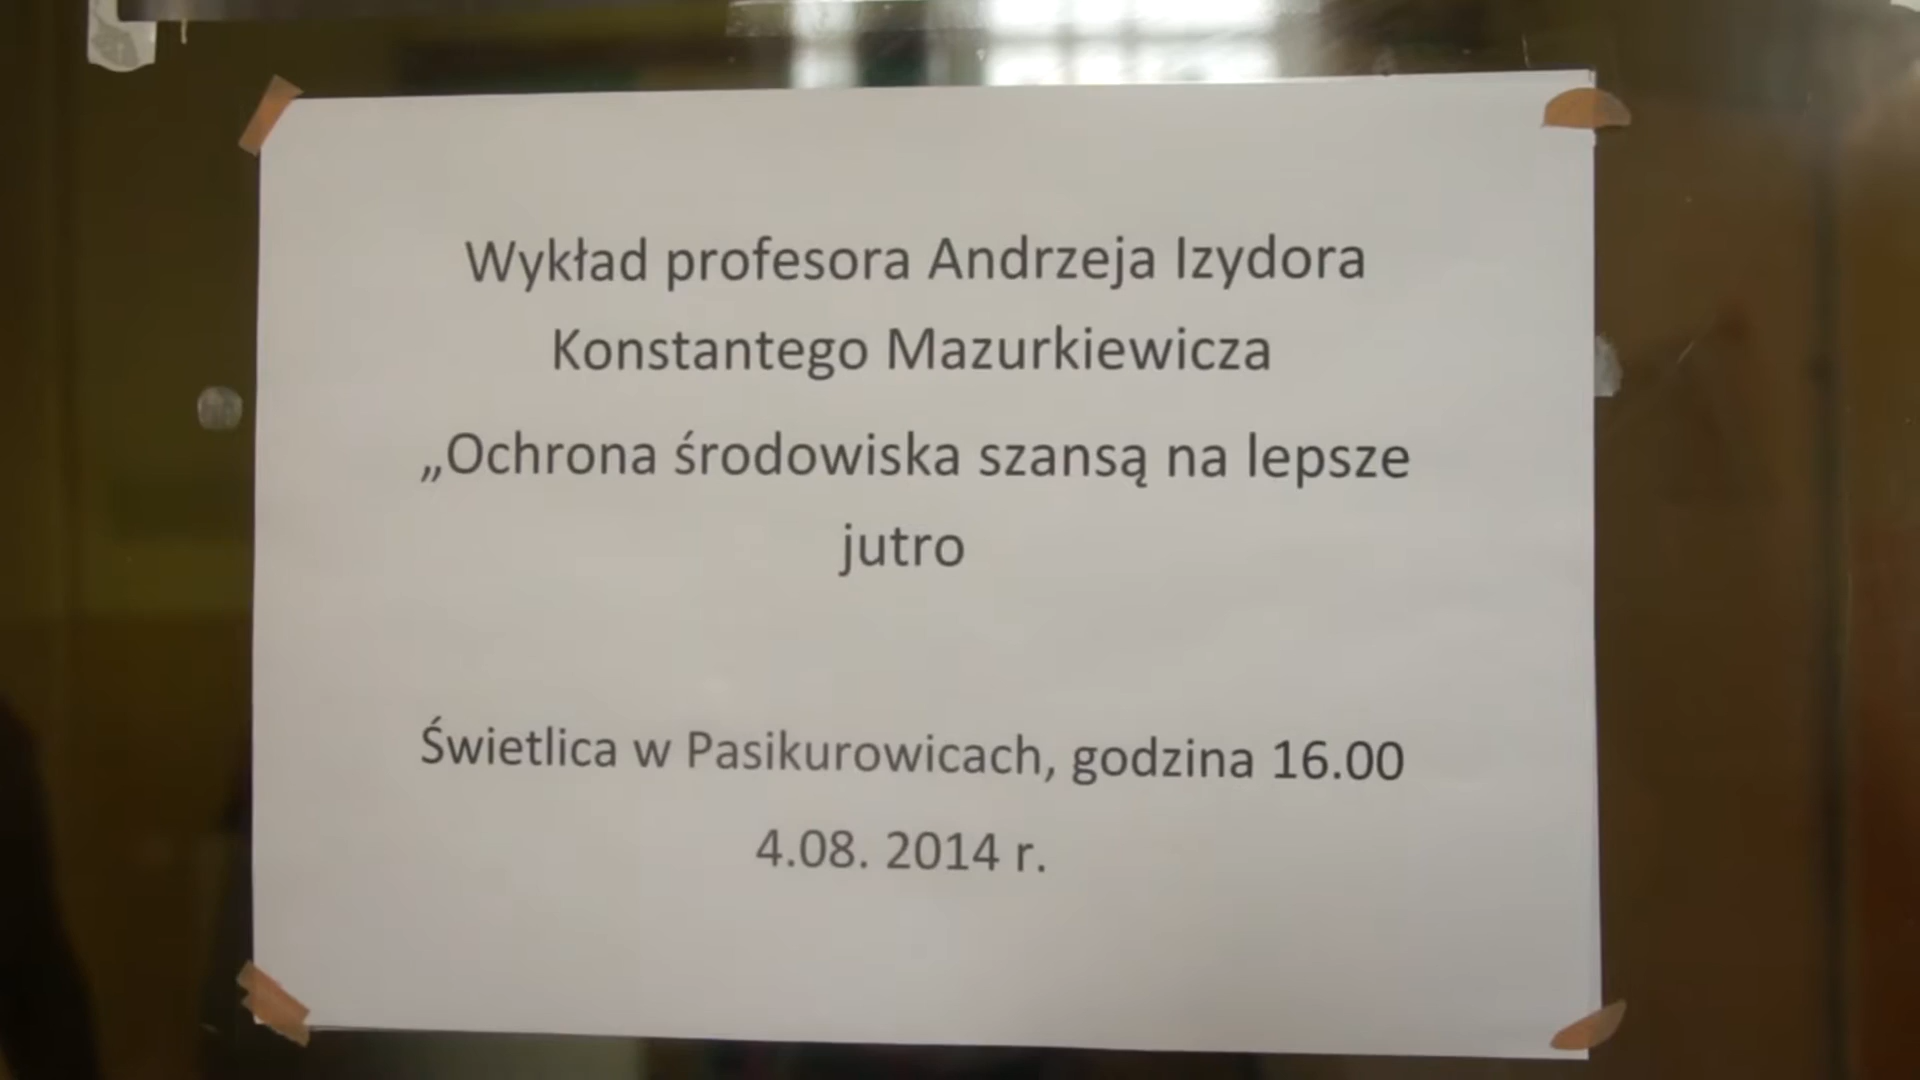 Wykład profesora Andrzeja Izydora
Konstantego Mazurkiewicza
„Ochrona środowiska szansą na lepsze
jutro
Świetlica w Pasikurowicach, godzina 16.00
4.08. 2014 r.